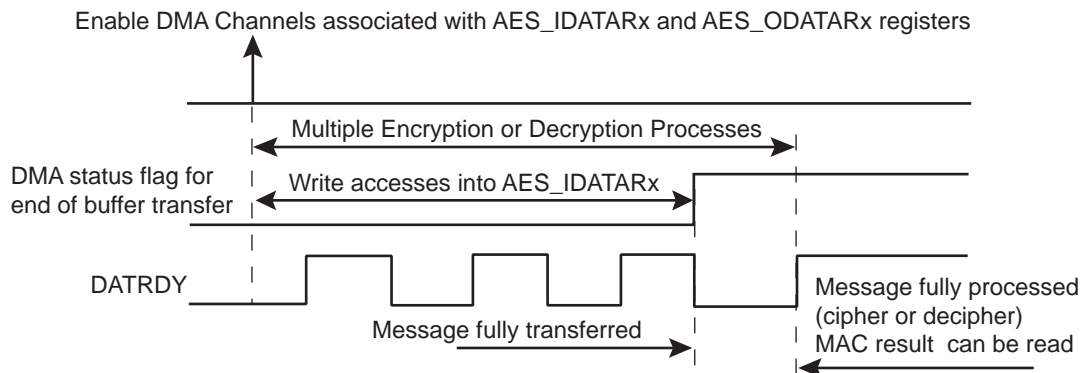 Enable DMA Channels associated with AES_IDATARx and AES_ODATARx registers
Multiple Encryption or Decryption Processes
DMA status flag for
end of buffer transfer
Write accesses into AES_IDATARx
DATRDY
Message fully transferred
Message fully processed
(cipher or decipher)
MAC result can be read